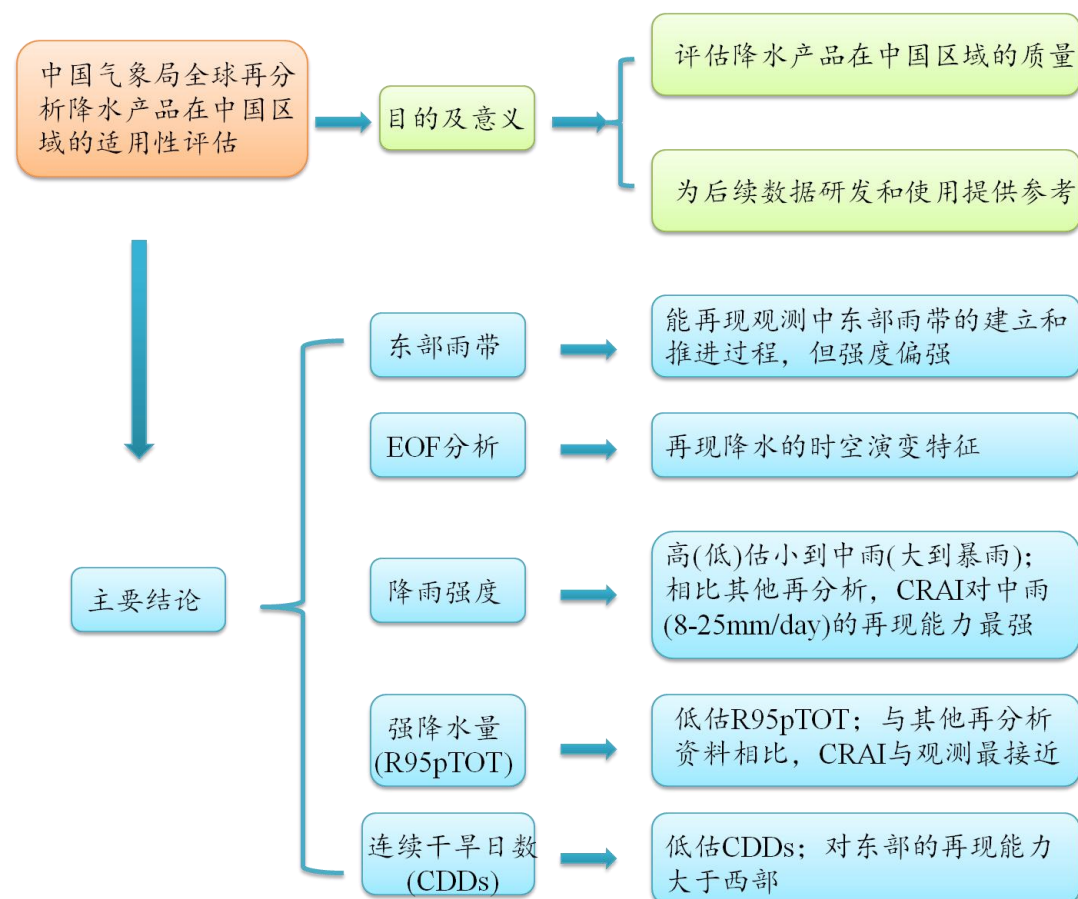 中国气象局全球再分
析降水产品在中国区
域的适用性评估
目的及意义
评估降水产品在中国区域的质量
为后续数据研发和使用提供参考
主要结论
东部雨带
能再现观测中东部雨带的建立和
推进过程，但强度偏强
EOF分析
再现降水的时空演变特征
降雨强度
高(低)估小到中雨(大到暴雨)；
相比其他再分析，CRAI对中雨
(8-25mm/day)的再现能力最强
强降水量
(R95pTOT)
低估R95pTOT；与其他再分析
资料相比，CRAI与观测最接近
连续干旱日数
(CDDs)
低估CDDs；对东部的再现能力
大于西部